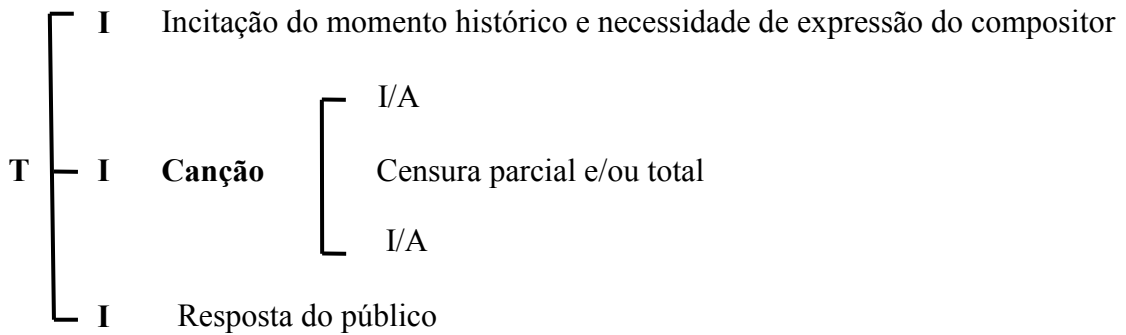 I Incitação do momento histórico e necessidade de expressão do compositor
I/A
T I Canção Censura parcial e/ou total
I/A
I Resposta do público